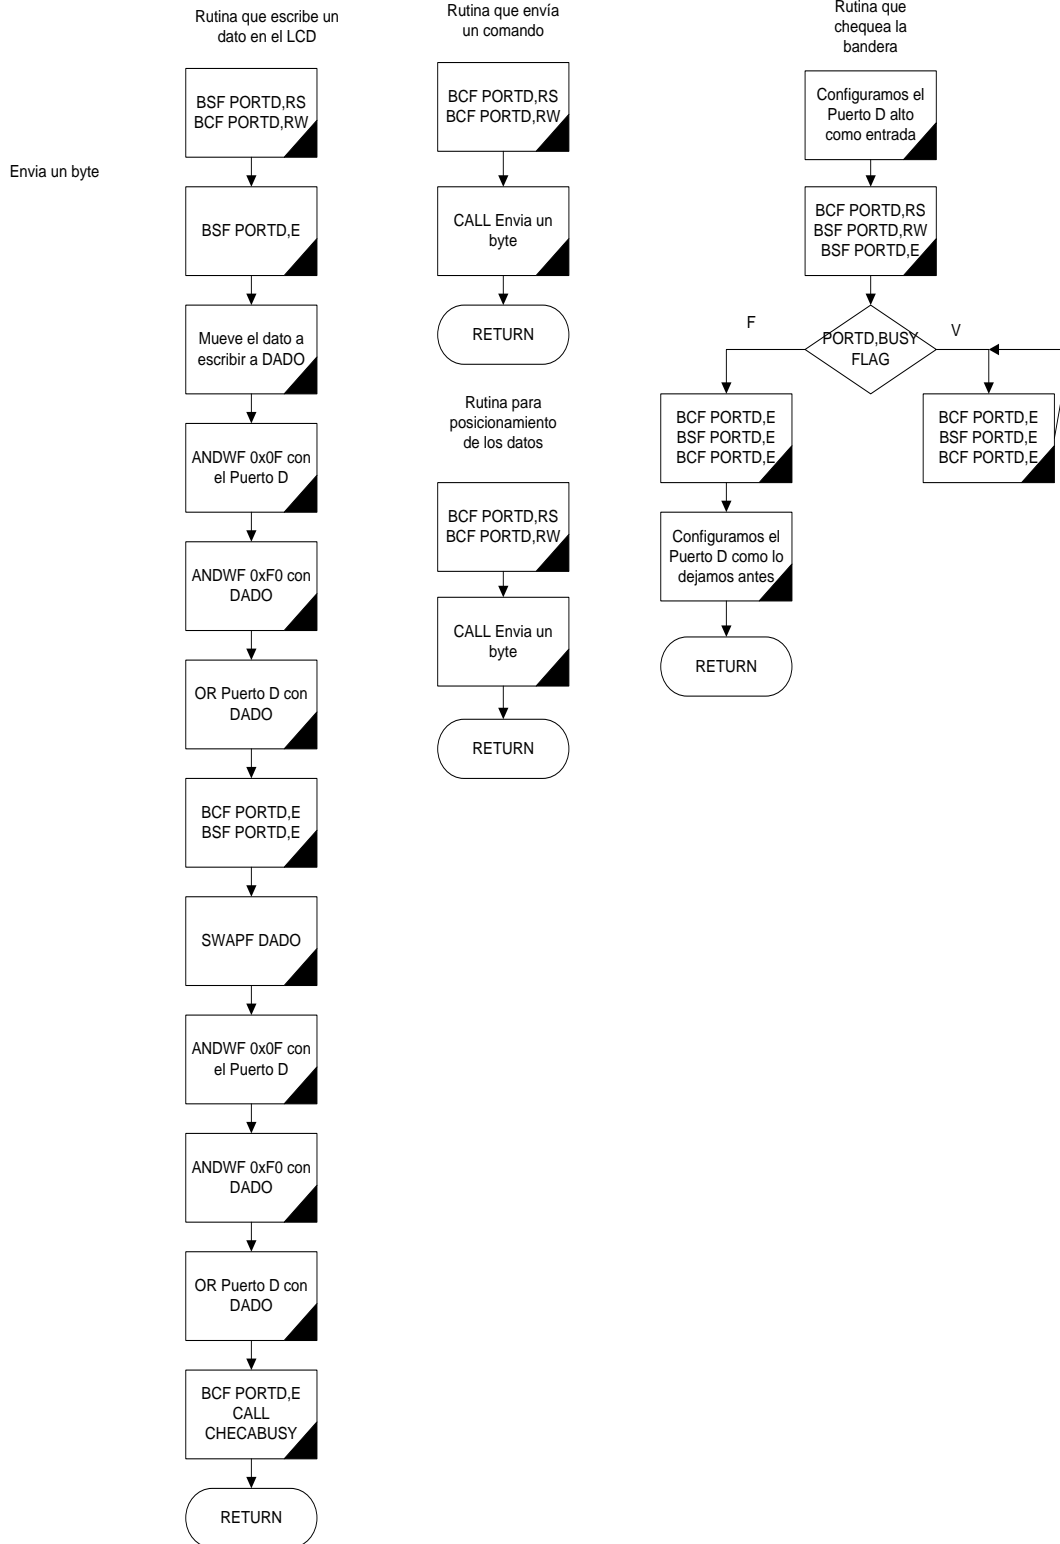 Rutina que escribe un
dato en el LCD
BSF PORTD,RS
BCF PORTD,RW
Envia un byte
BSF PORTD,E
Mueve el dato a
escribir a DADO
ANDWF 0x0F con
el Puerto D
ANDWF 0xF0 con
DADO
OR Puerto D con
DADO
BCF PORTD,E
BSF PORTD,E
SWAPF DADO
ANDWF 0x0F con
el Puerto D
ANDWF 0xF0 con
DADO
OR Puerto D con
DADO
BCF PORTD,E
CALL
CHECABUSY
RETURN
Rutina que envía
un comando
BCF PORTD,RS
BCF PORTD,RW
CALL Envia un
byte
RETURN
Rutina para
posicionamiento
de los datos
BCF PORTD,RS
BCF PORTD,RW
CALL Envia un
byte
RETURN
Rutina que
chequea la
bandera
Configuramos el
Puerto D alto
como entrada
BCF PORTD,RS
BSF PORTD,RW
BSF PORTD,E
PORTD,BUSY
FLAG
F
V
BCF PORTD,E
BSF PORTD,E
BCF PORTD,E
Configuramos el
Puerto D como lo
dejamos antes
RETURN
BCF PORTD,E
BSF PORTD,E
BCF PORTD,E